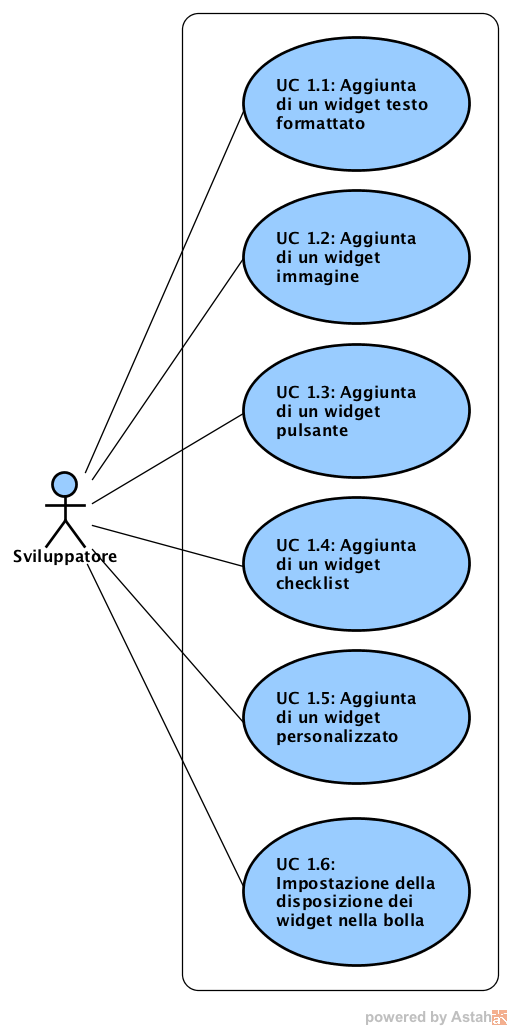 UC 1.1: Aggiunta
di un widget testo
formattato
UC 1.2: Aggiunta
di un widget
immagine
UC 1.3: Aggiunta
di un widget
pulsante
Sviluppatore
UC 1.4: Aggiunta
di un widget
checklist
UC 1.5: Aggiunta
di un widget
personalizzato
UC 1.6:
Impostazione della
disposizione dei
widget nella bolla
powered by Astah